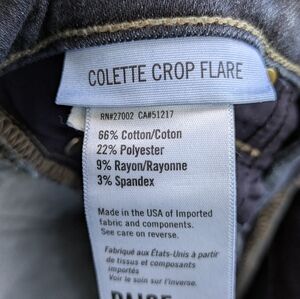 COLETTE CROP FLARE
RN#27002 CA#51217
66% Cotton/Coton
22% Polyester
9% Rayon/Rayonne
3% Spandex
Made in the USA of Imported
fabric and components.
See care on reverse.
Fabriqué aux États-Unis à partir
de tissus et composants
importés
Voir le soin sur l'inverse.
PAIGE